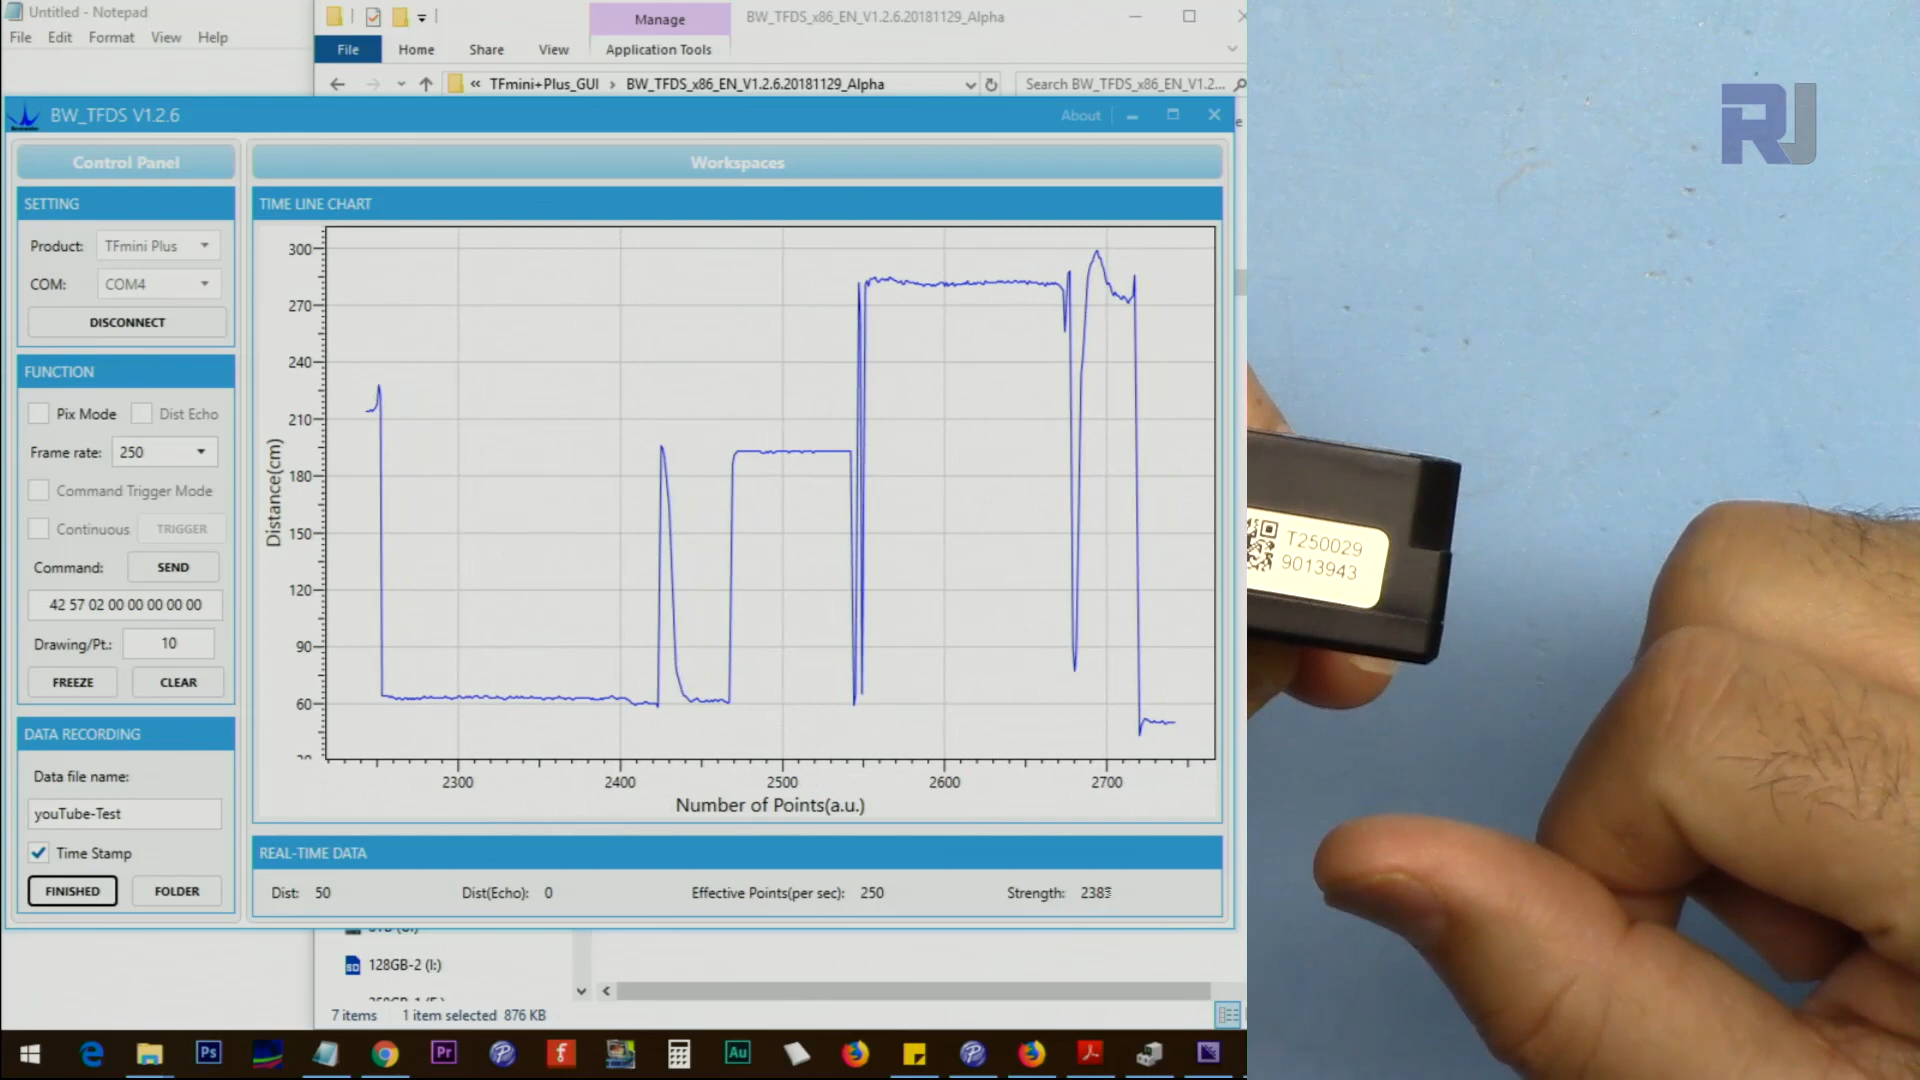 Untitled - Notepad
File Edit Format View Help
Manage
BW_TFDS_x86_EN_V1.2.6.20181129_Alpha
File Home Share View Application Tools
« TFmini+Plus_GUI › BW_TFDS_x86_EN_V1.2.6.20181129_Alpha
Search BW_TFDS_x86_EN_V1.2...
BW_TFDS V1.2.6
About
Control Panel
Workspaces
SETTING
Product: TFmini Plus
COM: COM4
DISCONNECT
FUNCTION
Pix Mode Dist Echo
Frame rate: 250
Command Trigger Mode
Continuous TRIGGER
Command: SEND
42 57 02 00 00 00 00 00
Drawing/Pt.: 10
FREEZE CLEAR
DATA RECORDING
Data file name:
youTube-Test
Time Stamp
FINISHED FOLDER
TIME LINE CHART
300
270
240
210
180
150
120
90
60
Distance(cm)
2300 2400 2500 2600 2700
Number of Points(a.u.)
REAL-TIME DATA
Dist: 50 Dist(Echo): 0 Effective Points(per sec): 250 Strength:
128GB-2 (I:)
7 items 1 item selected 876 KB
Ps
Pr
Au
RJ
T250029
9013943